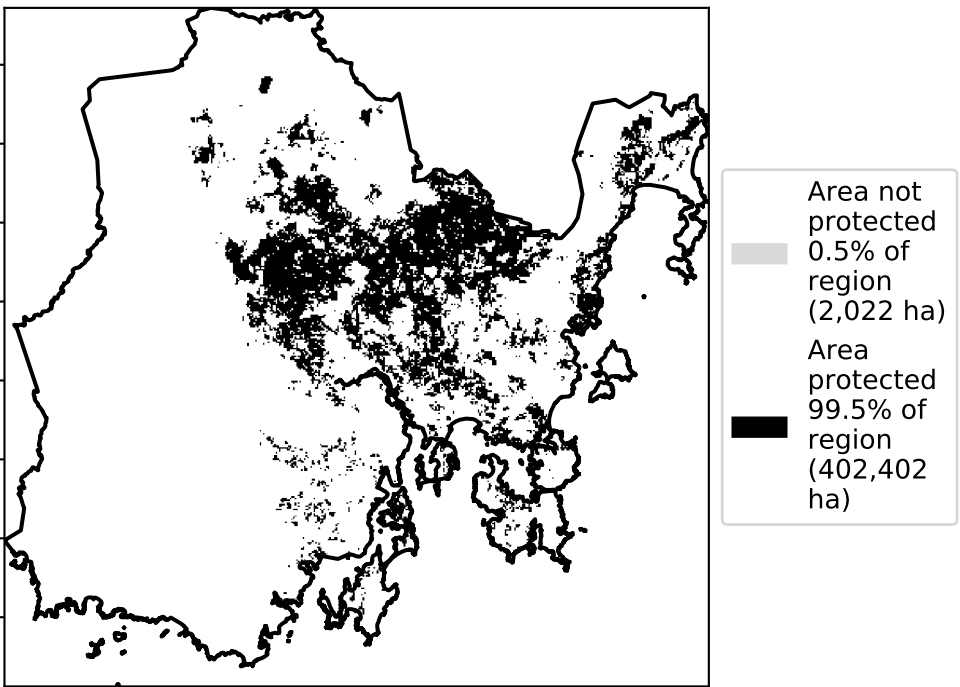 Area not
protected
0.5% of
region
(2,022 ha)
Area
protected
99.5% of
region
(402,402
ha)